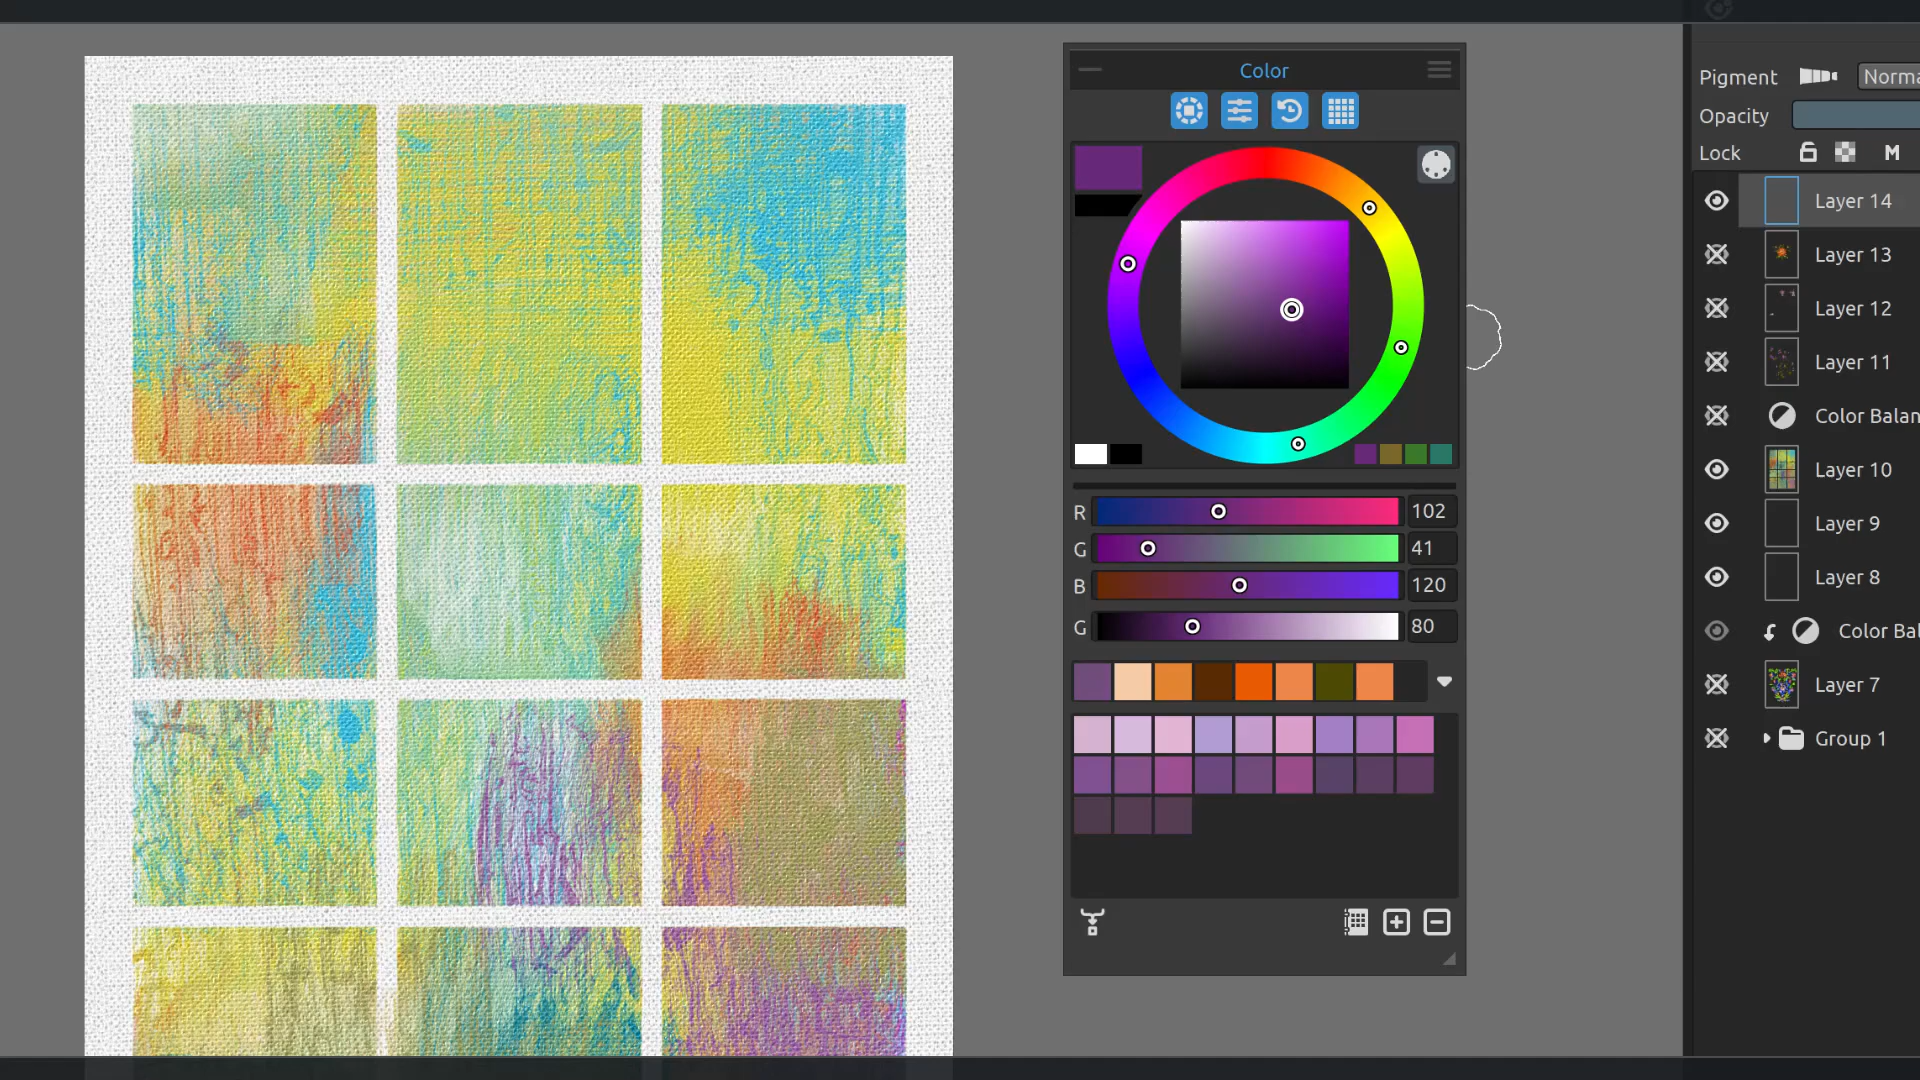 Color
R 102
G 41
B 120
G 80
Pigment Norma
Opacity
Lock M
Layer 14
Layer 13
Layer 12
Layer 11
Color Balan
Layer 10
Layer 9
Layer 8
Color Bal
Layer 7
Group 1